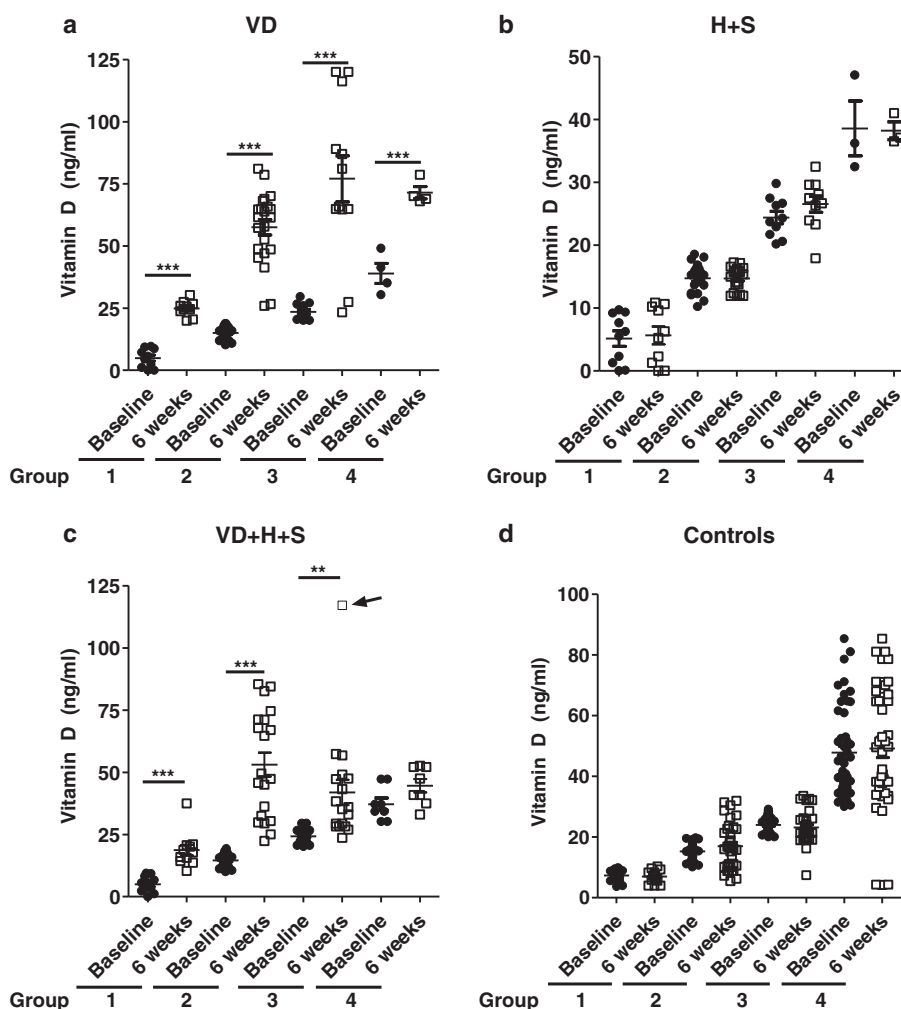 a VD
Vitamin D (ng/ml)
125
100
75
50
25
0
*** *** *** ***
Baseline 6 weeks Baseline 6 weeks Baseline 6 weeks Baseline 6 weeks
Group 1 2 3 4
b H+S
Vitamin D (ng/ml)
50
40
30
20
10
0
Baseline 6 weeks Baseline 6 weeks Baseline 6 weeks Baseline 6 weeks
Group 1 2 3 4
c VD+H+S
Vitamin D (ng/ml)
125
100
75
50
25
0
*** *** **
Baseline 6 weeks Baseline 6 weeks Baseline 6 weeks Baseline 6 weeks
Group 1 2 3 4
d Controls
Vitamin D (ng/ml)
100
80
60
40
20
0
Baseline 6 weeks Baseline 6 weeks Baseline 6 weeks Baseline 6 weeks
Group 1 2 3 4